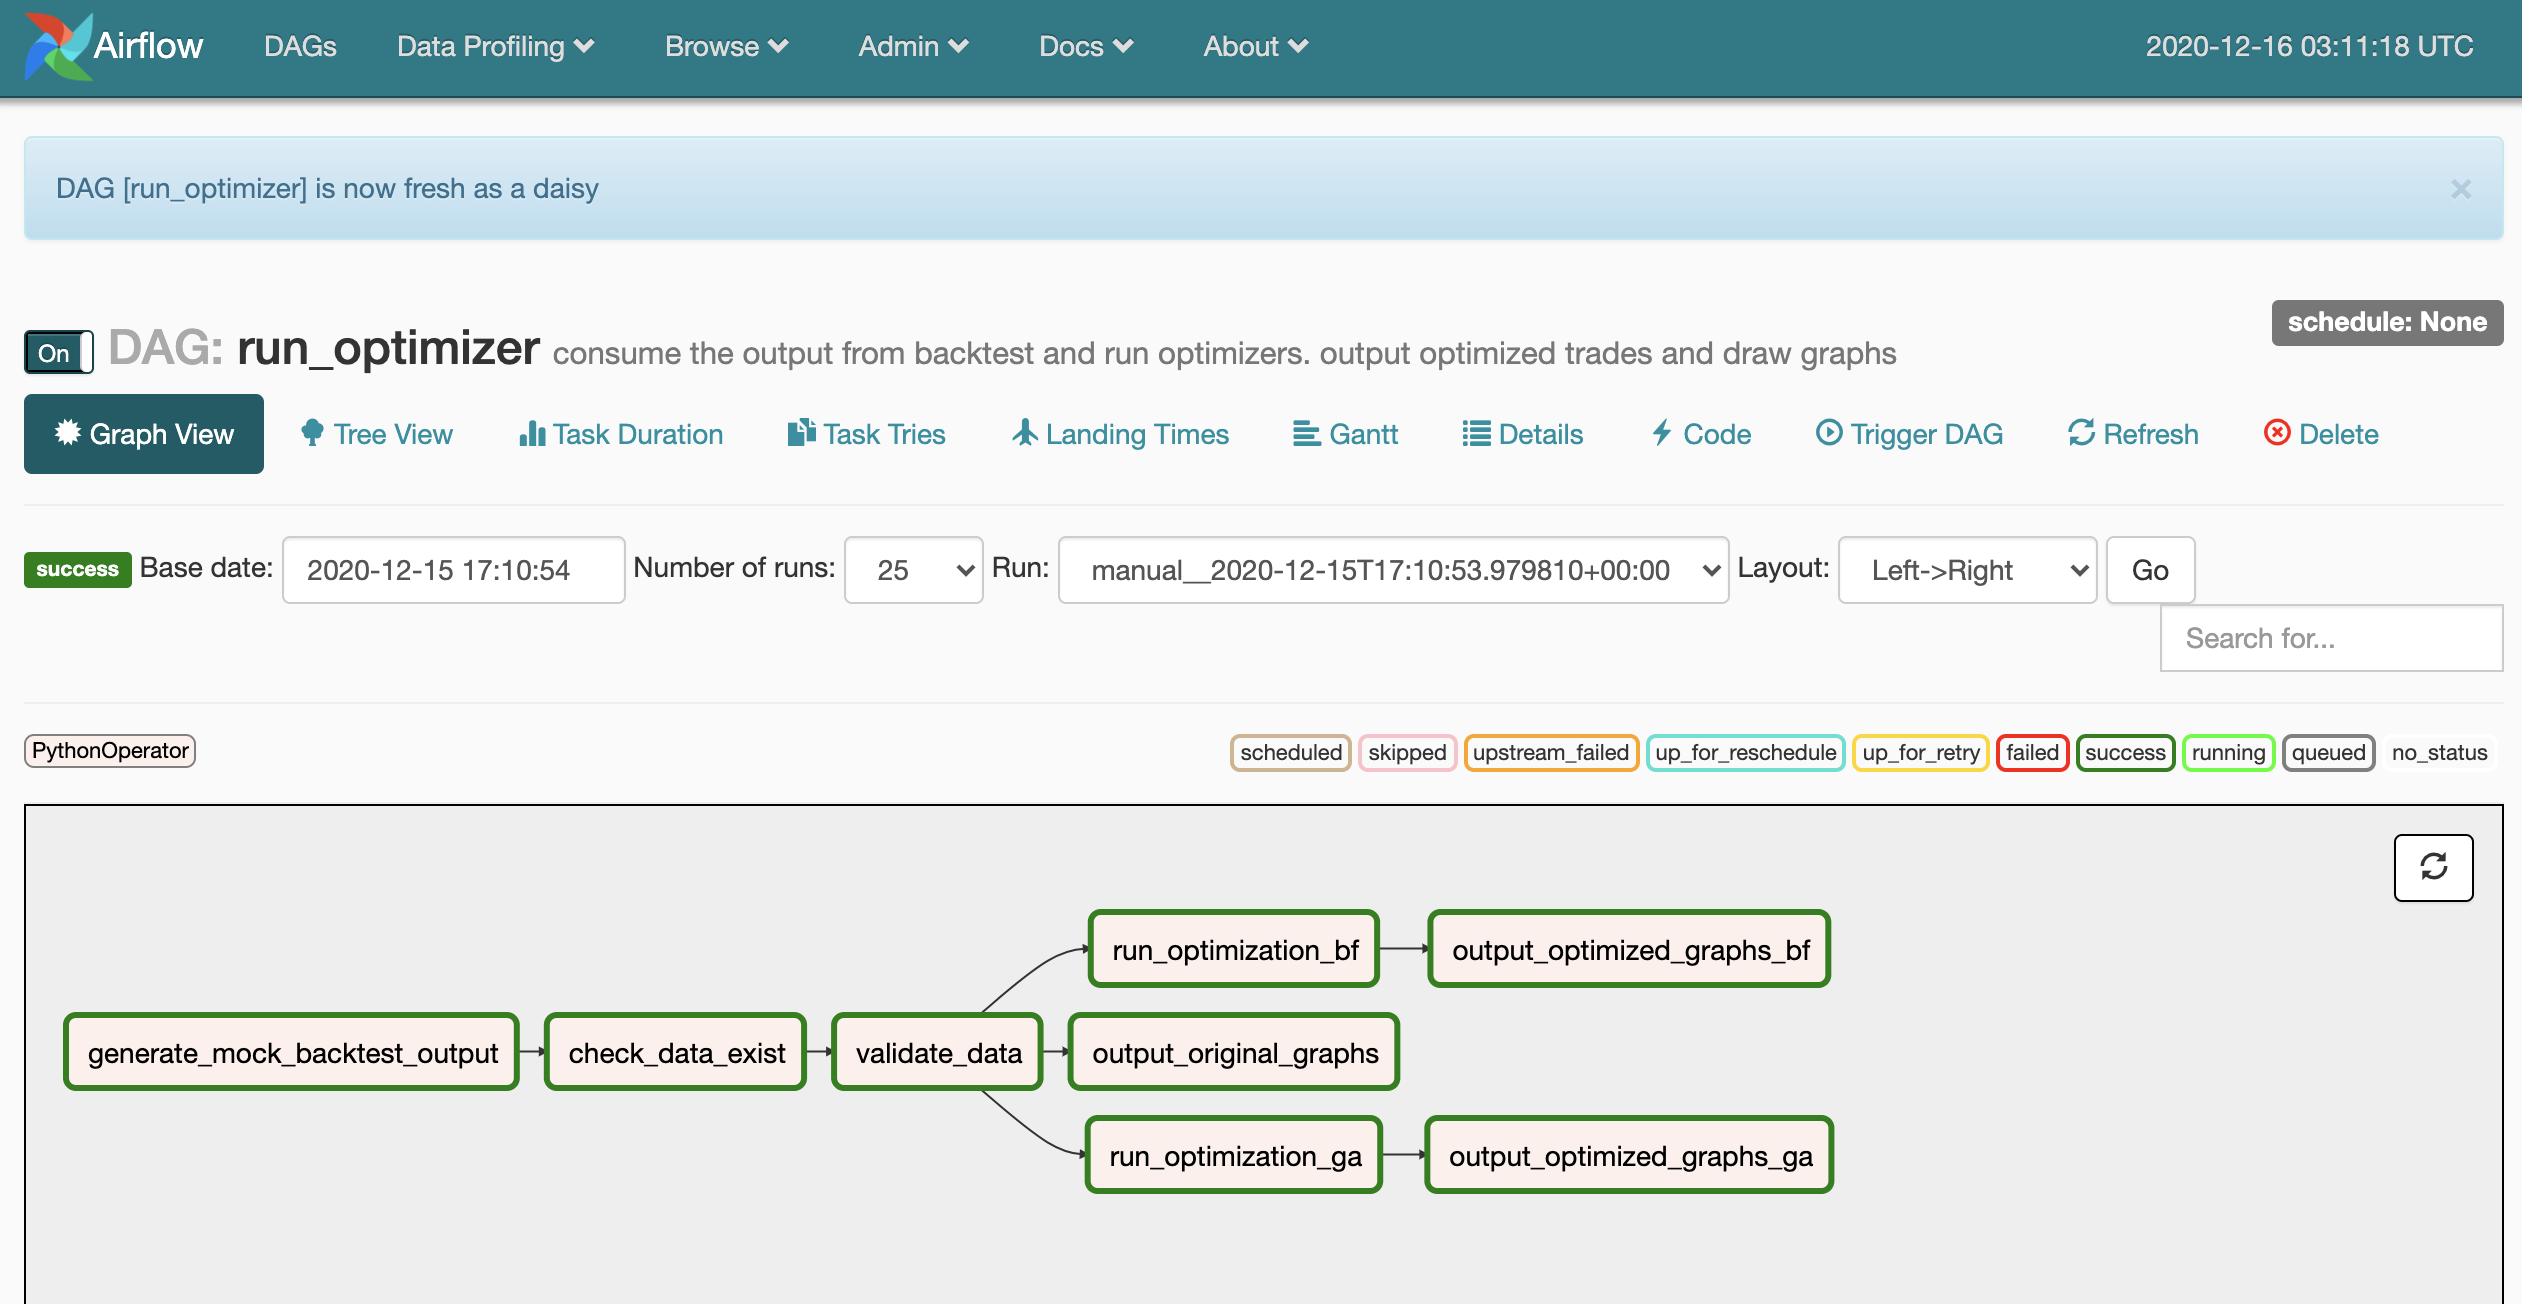 Airflow DAGs Data Profiling Browse Admin Docs About 2020-12-16 03:11:18 UTC
DAG [run_optimizer] is now fresh as a daisy ×
schedule: None
On DAG: run_optimizer consume the output from backtest and run optimizers. output optimized trades and draw graphs
Graph View Tree View Task Duration Task Tries Landing Times Gantt Details Code Trigger DAG Refresh Delete
success Base date: 2020-12-15 17:10:54 Number of runs: 25 Run: manual__2020-12-15T17:10:53.979810+00:00 Layout: Left->Right Go
Search for...
PythonOperator scheduled skipped upstream_failed up_for_reschedule up_for_retry failed success running queued no_status
run_optimization_bf output_optimized_graphs_bf
generate_mock_backtest_output check_data_exist validate_data output_original_graphs
run_optimization_ga output_optimized_graphs_ga